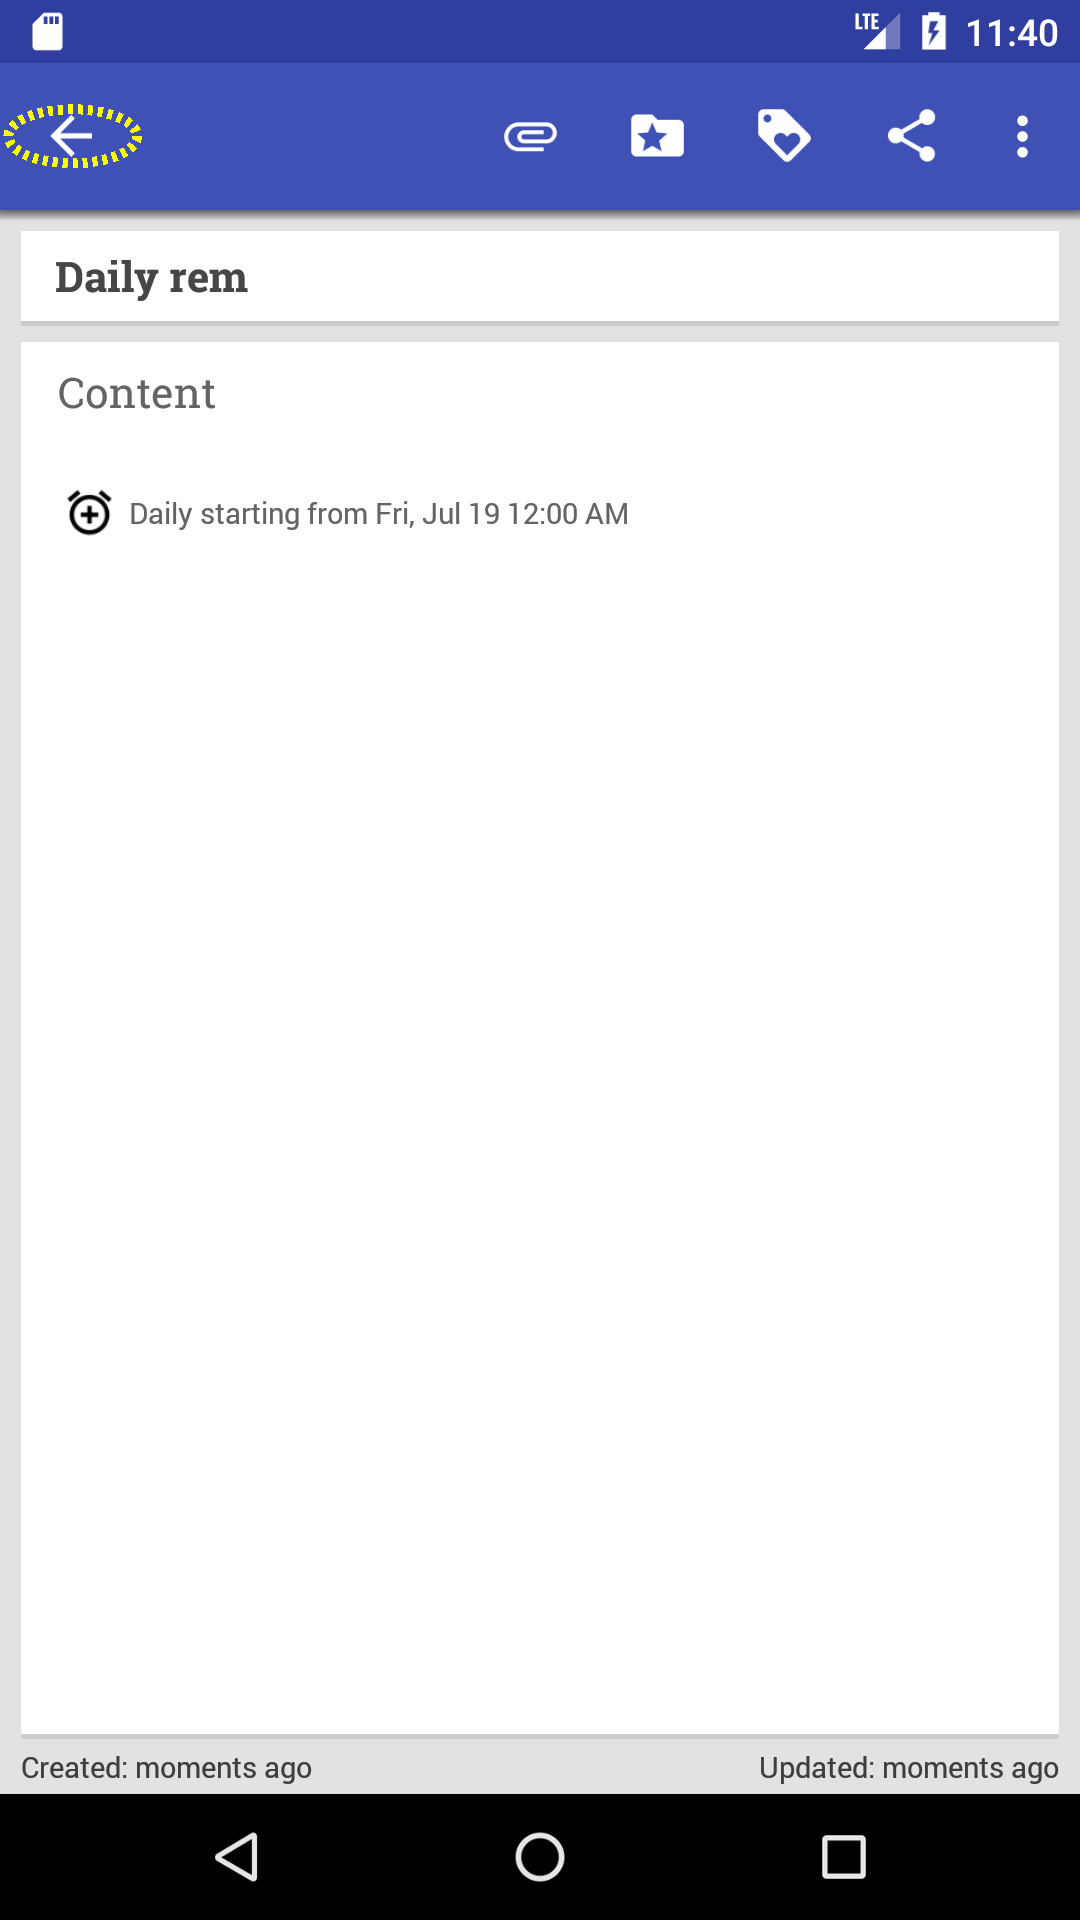 LTE 11:40
Daily rem
Content
Daily starting from Fri, Jul 19 12:00 AM
Created: moments ago
Updated: moments ago